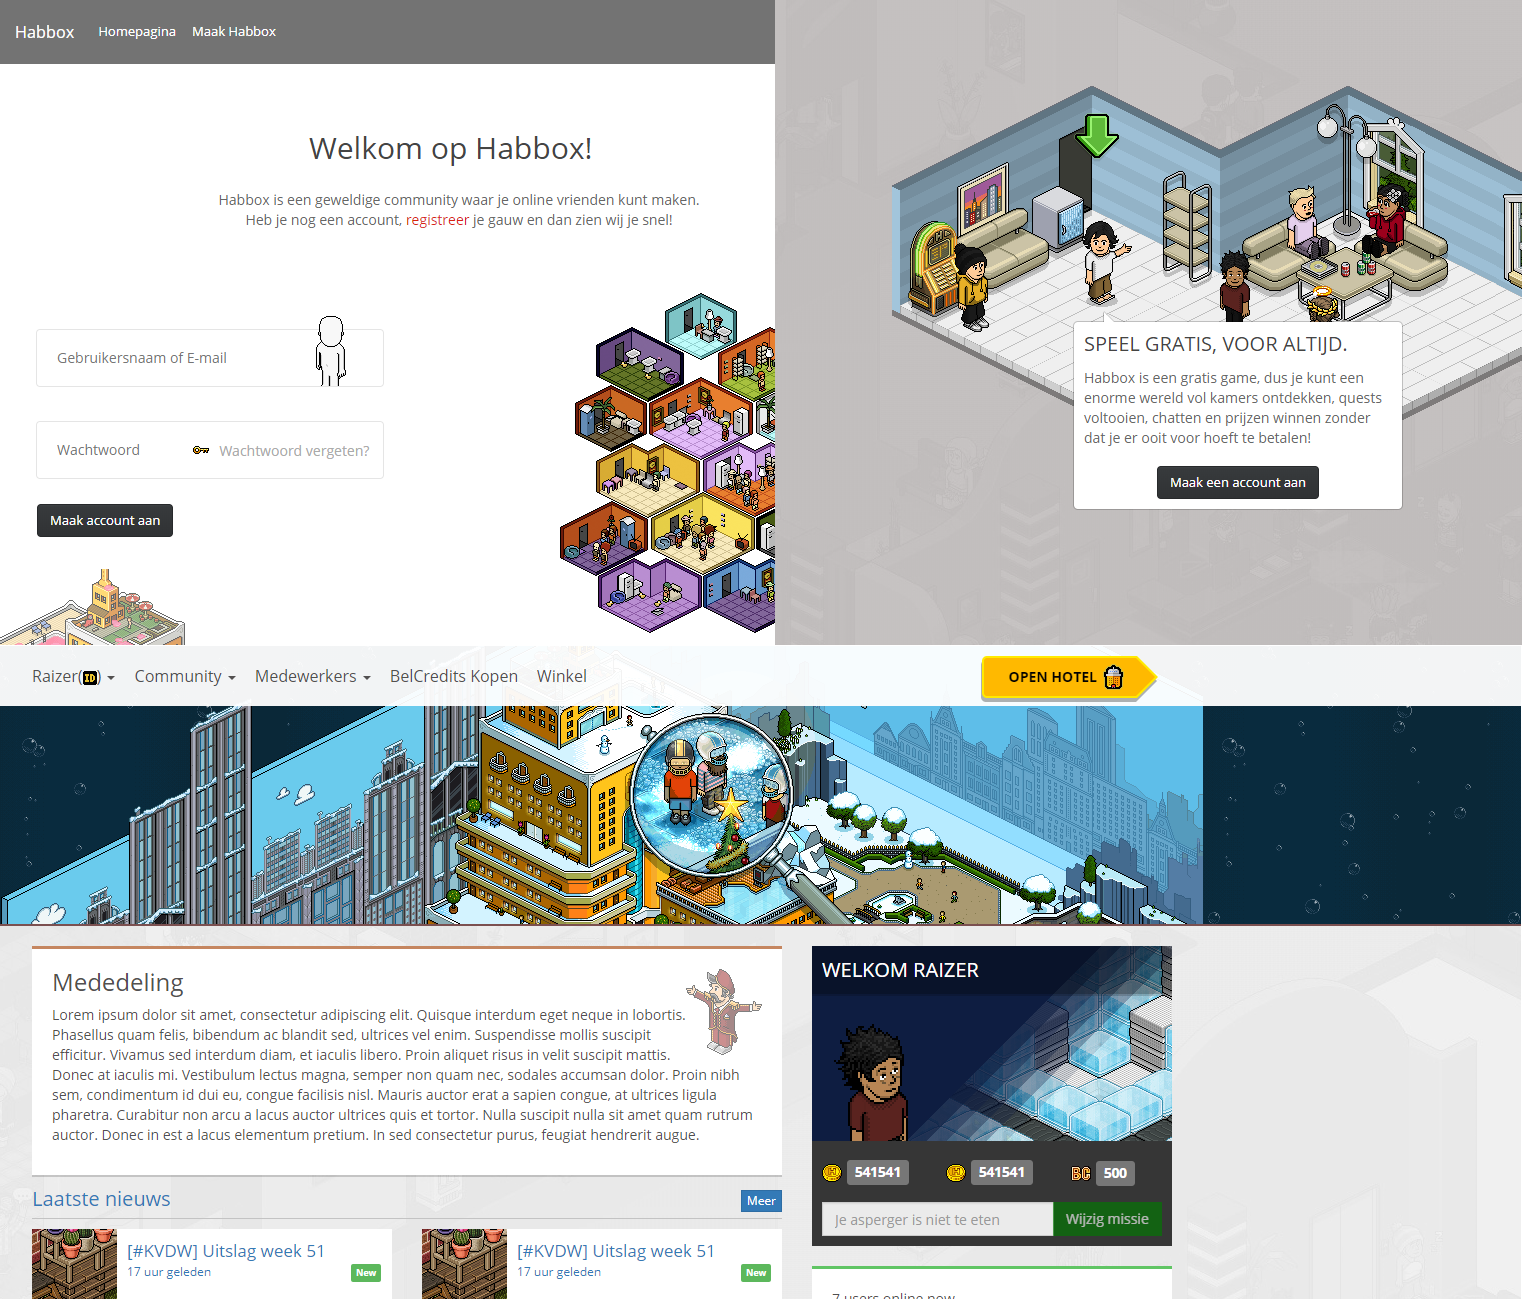 Habbox Homepagina Maak Habbox
Welkom op Habbox!
Habbox is een geweldige community waar je online vrienden kunt maken.
Heb je nog een account, registreer je gauw en dan zien wij je snel!
Gebruikersnaam of E-mail
Wachtwoord Wachtwoord vergeten?
Maak account aan
SPEEL GRATIS, VOOR ALTIJD.
Habbox is een gratis game, dus je kunt een
enorme wereld vol kamers ontdekken, quests
voltooien, chatten en prijzen winnen zonder
dat je er ooit voor hoeft te betalen!
Maak een account aan
Raizer(ID) Community Medewerkers BelCredits Kopen Winkel
OPEN HOTEL
Mededeling
Lorem ipsum dolor sit amet, consectetur adipiscing elit. Quisque interdum eget neque in lobortis.
Phasellus quam felis, bibendum ac blandit sed, ultrices vel enim. Suspendisse mollis suscipit
efficitur. Vivamus sed interdum diam, et iaculis libero. Proin aliquet risus in velit suscipit mattis.
Donec at iaculis mi. Vestibulum lectus magna, semper non quam nec, sodales accumsan dolor. Proin nibh
sem, condimentum id dui eu, congue facilisis nisl. Mauris auctor erat a sapien congue, at ultrices ligula
pharetra. Curabitur non arcu a lacus auctor ultrices quis et tortor. Nulla suscipit nulla sit amet quam rutrum
auctor. Donec in est a lacus elementum pretium. In sed consectetur purus, feugiat hendrerit augue.
Laatste nieuws
Meer
[#KVDW] Uitslag week 51
17 uur geleden
New
[#KVDW] Uitslag week 51
17 uur geleden
New
WELKOM RAIZER
541541 541541 BC 500
Je asperger is niet te eten
Wijzig missie
7 users online now